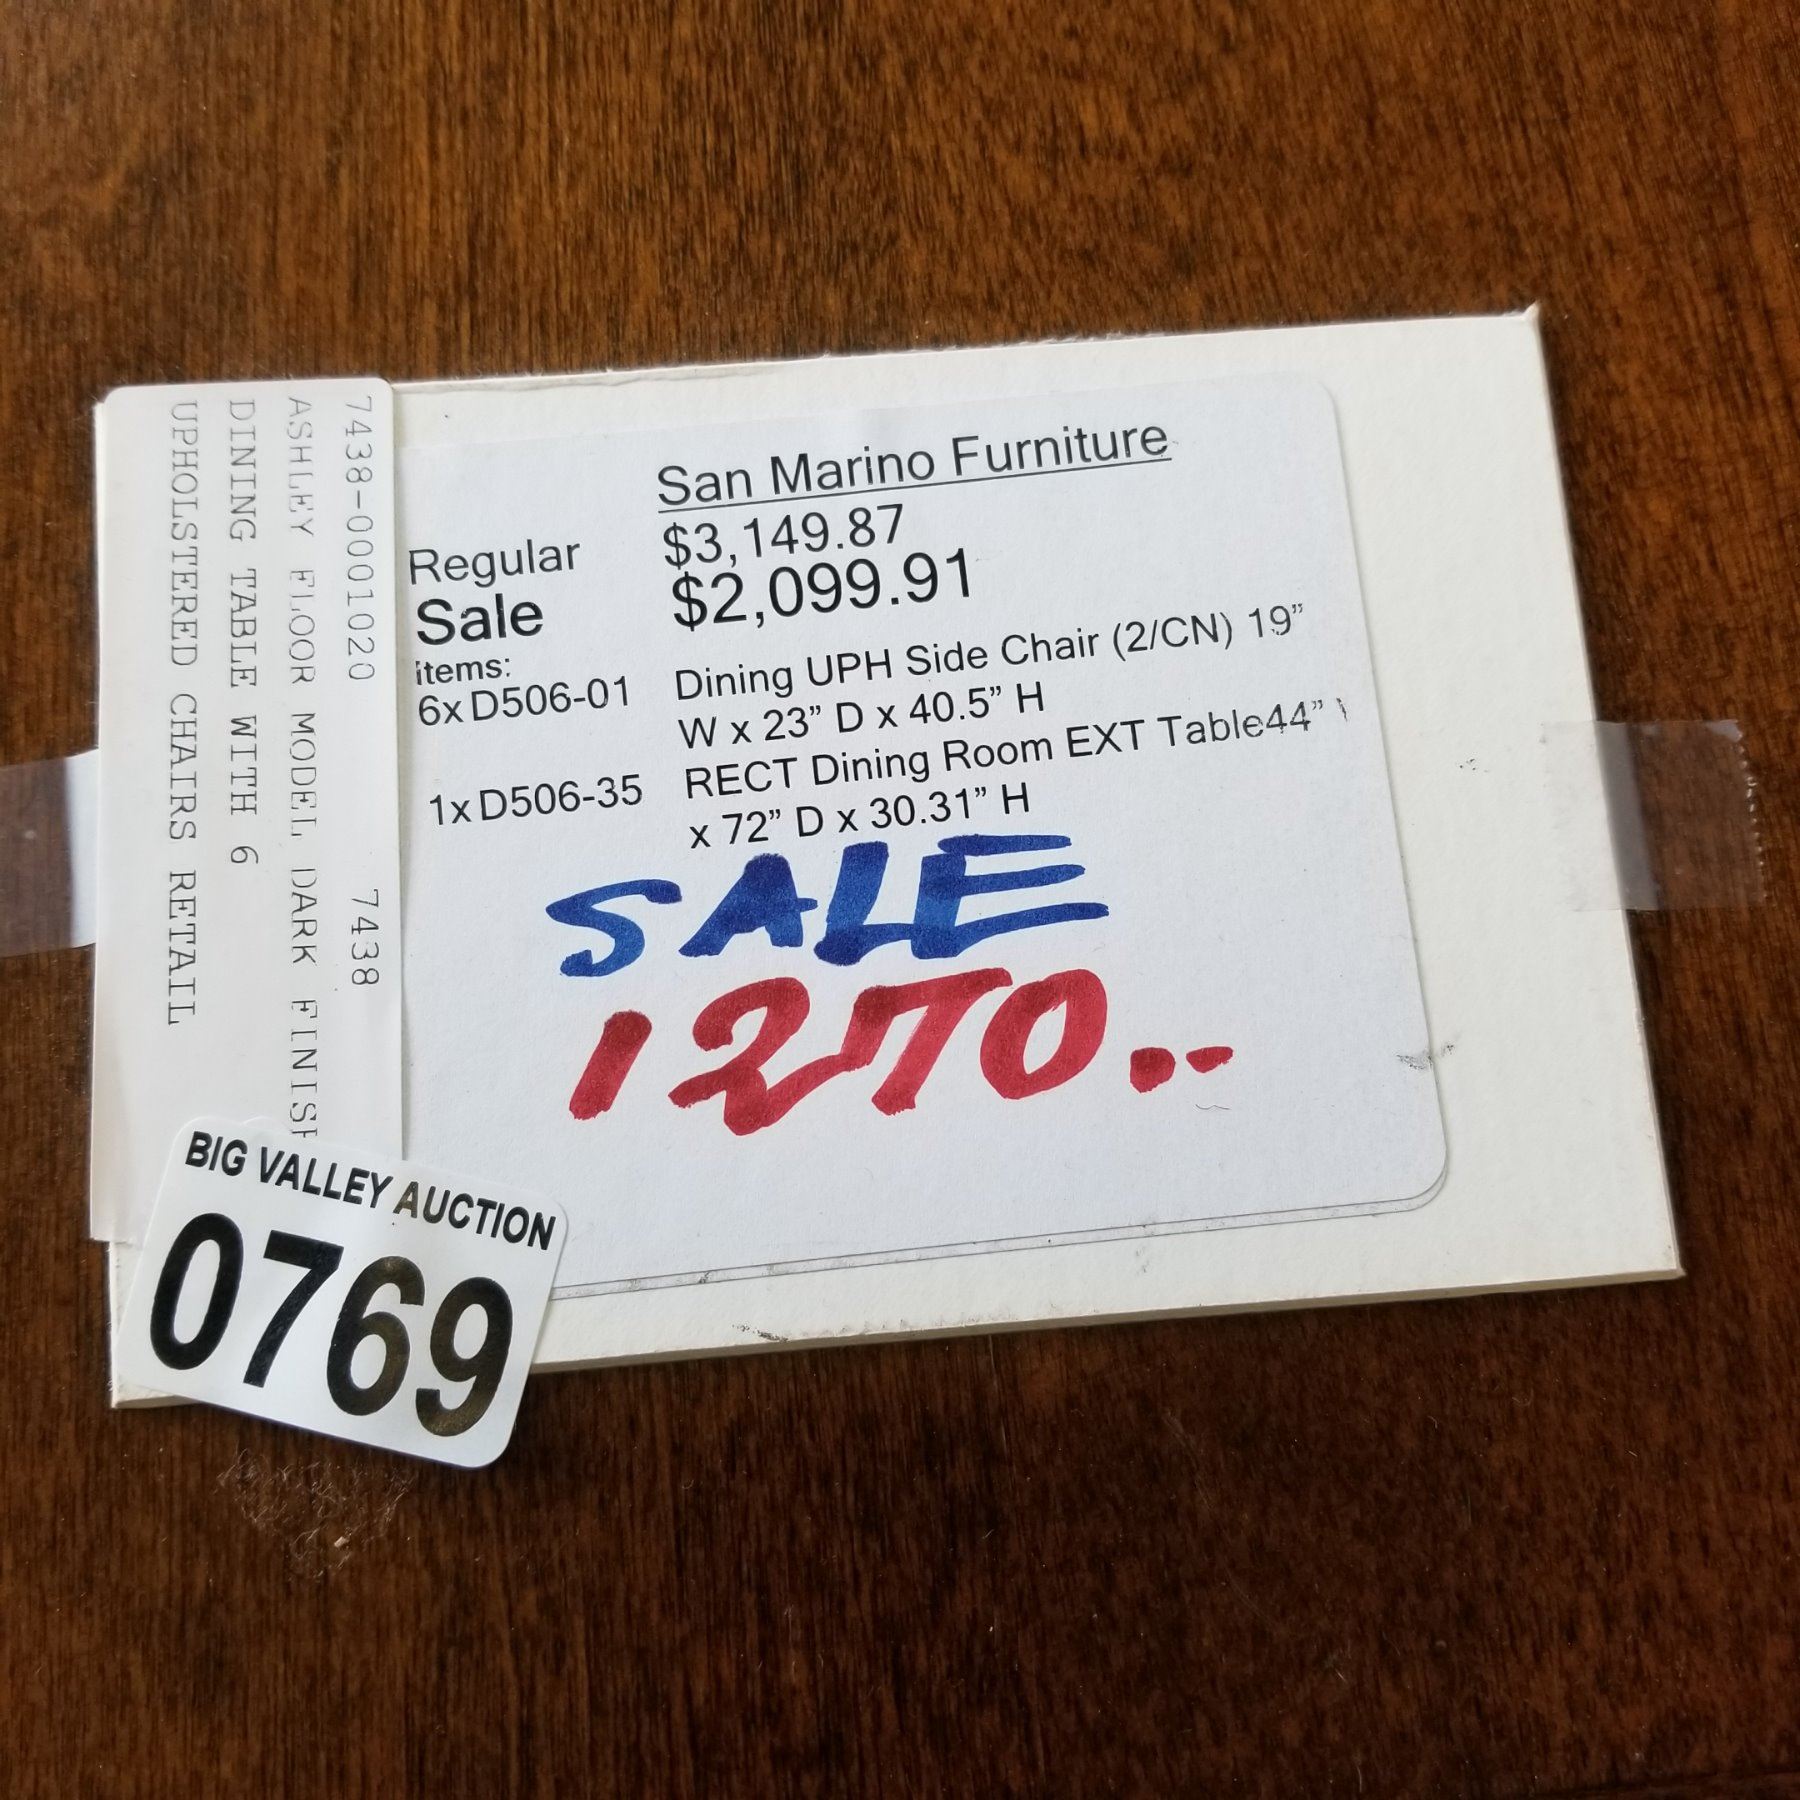 San Marino Furniture
Regular $3,149.87
Sale $2,099.91
items:
6x D506-01 Dining UPH Side Chair (2/CN) 19”
W x 23” D x 40.5” H
1x D506-35 RECT Dining Room EXT Table44”
x 72” D x 30.31” H
SALE
1270..
7438-0001020 7438
ASHLEY FLOOR MODEL DARK FINISH
DINING TABLE WITH 6
UPHOLSTERED CHAIRS RETAIL
BIG VALLEY AUCTION
0769